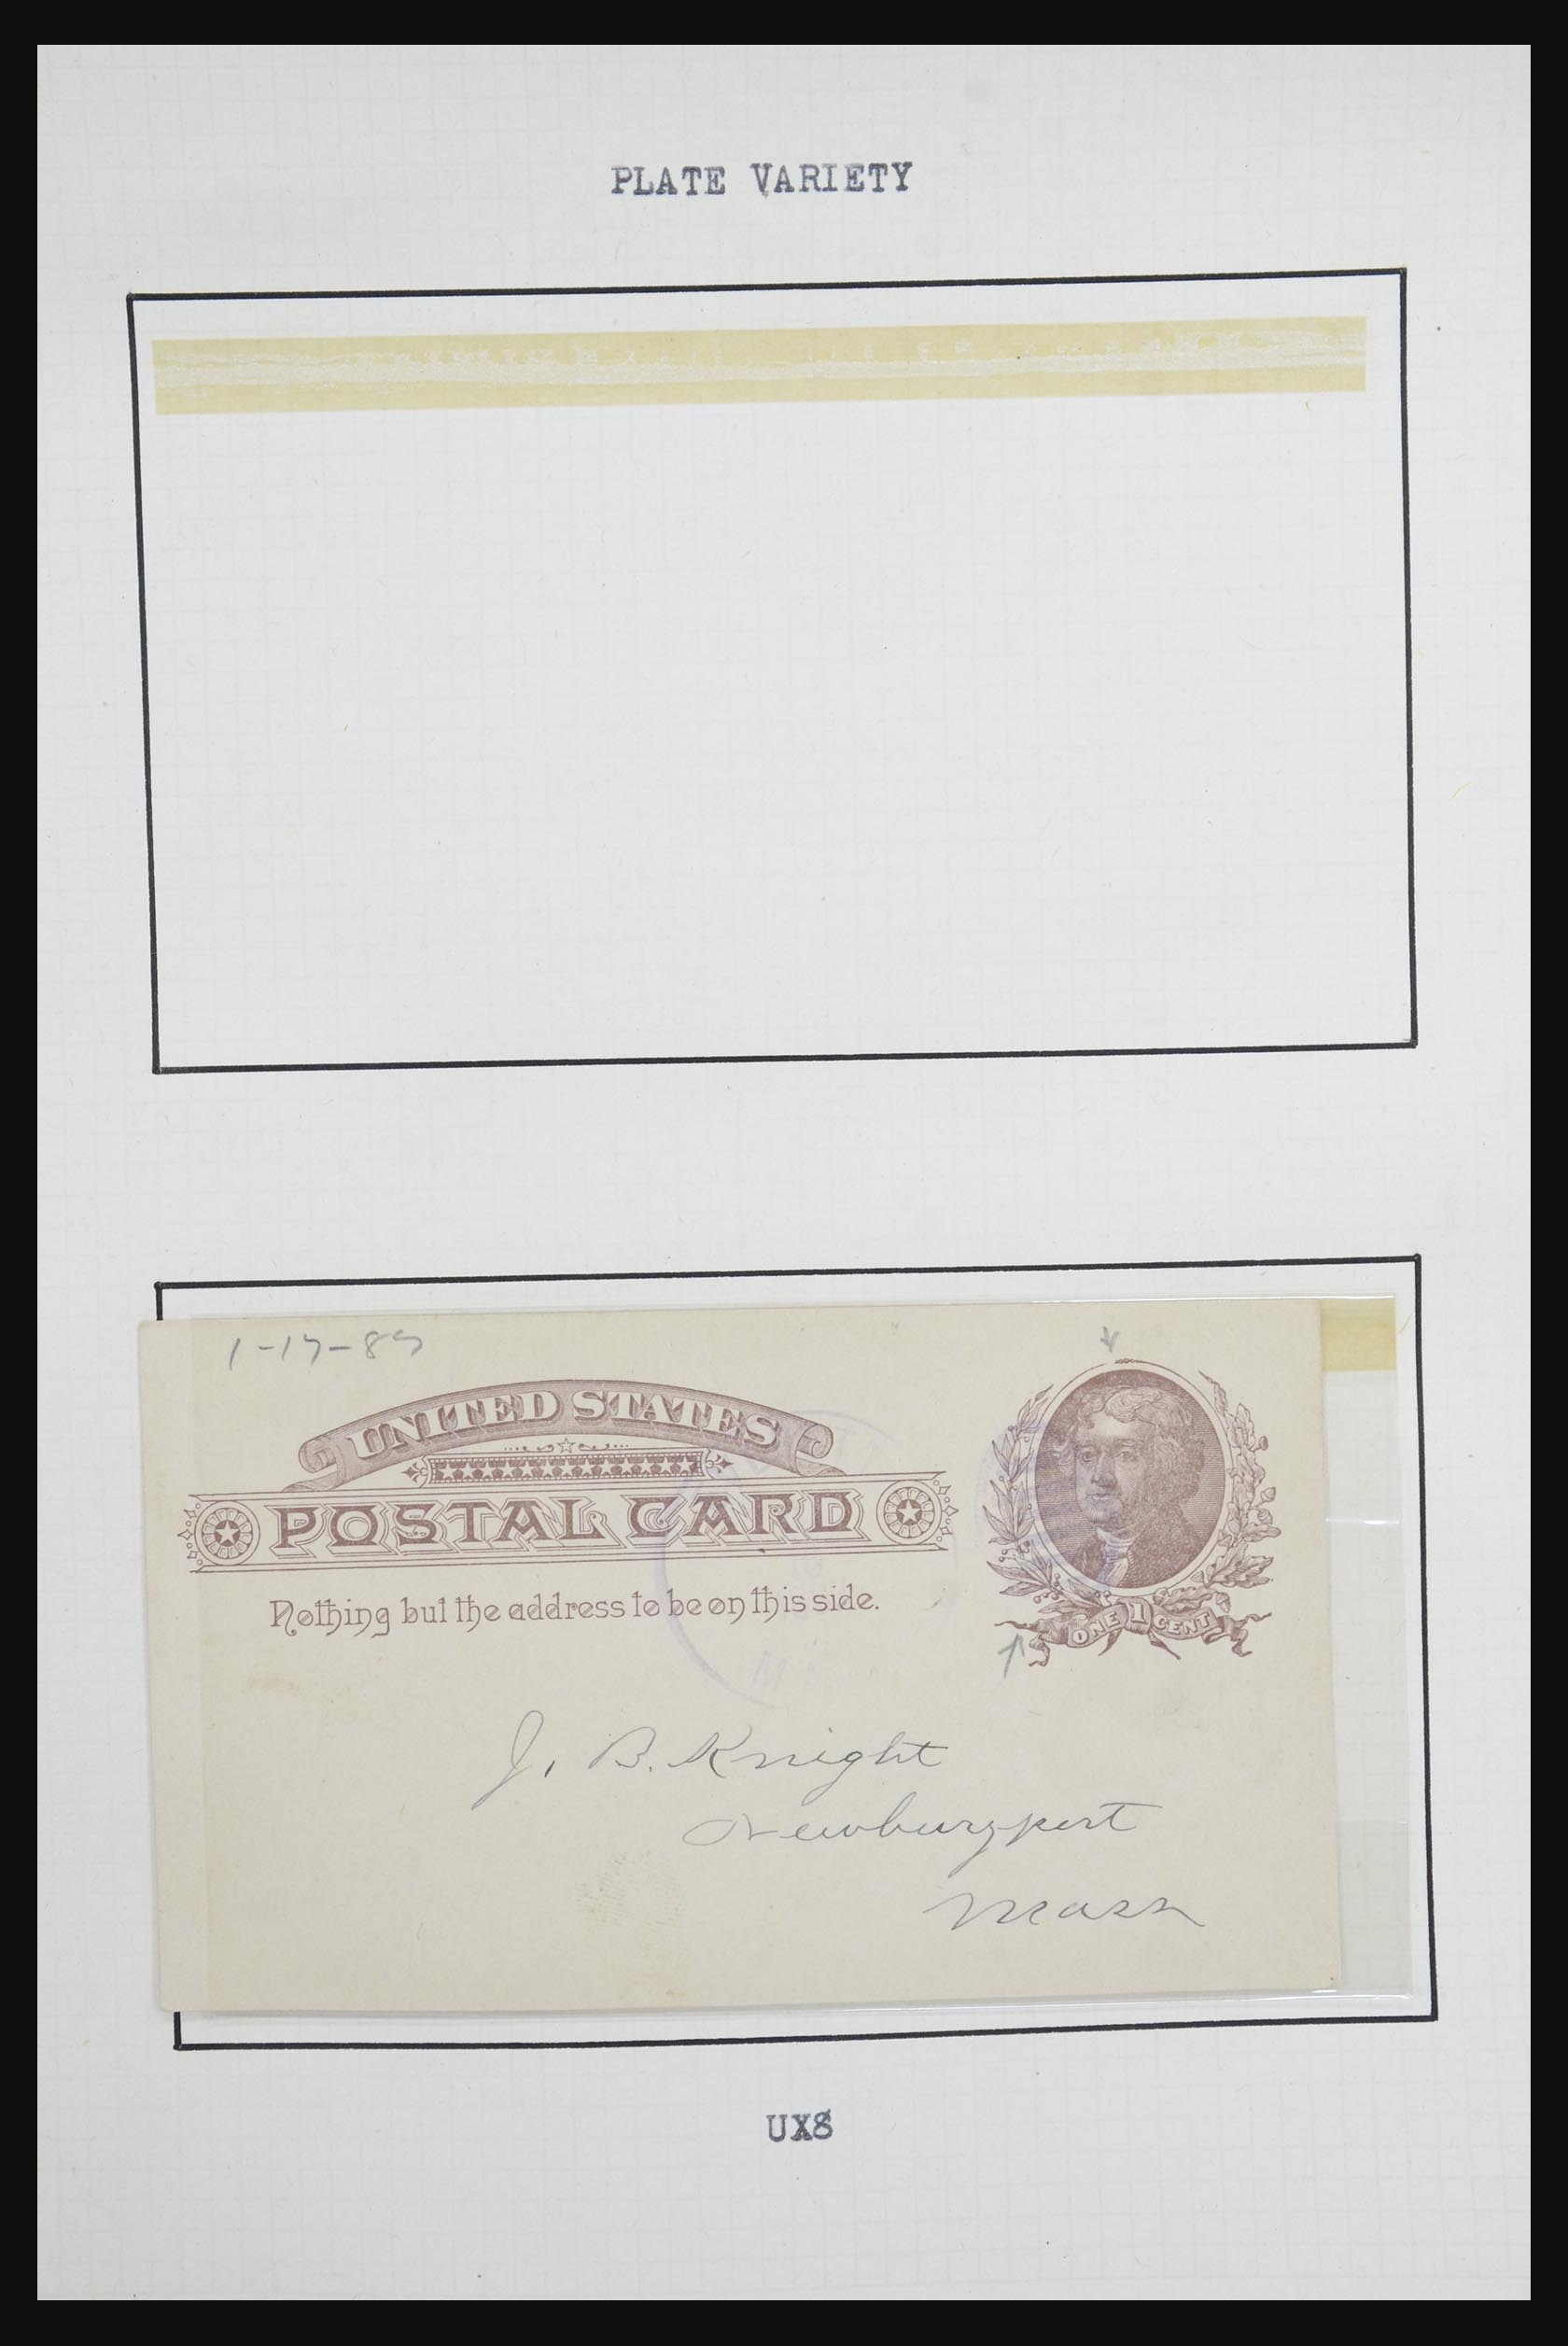 PLATE VARIETY
1-17-89
UNITED STATES
POSTAL CARD
Nothing but the address to be on this side.
ONE 1 CENT
J. B. Knight
Newburyport
Mass
UX8